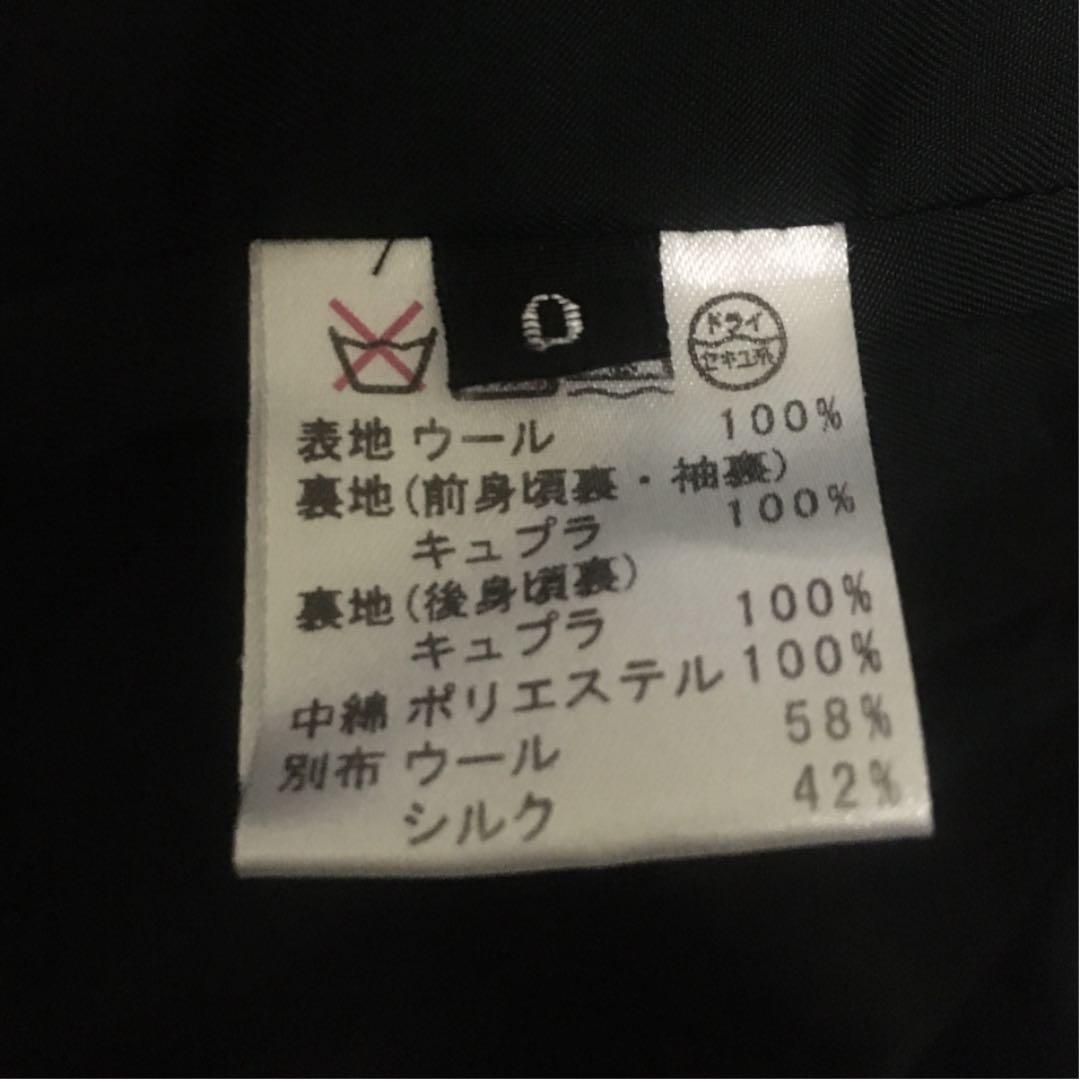 0
ドライ
セキユ系
表地 ウール 100%
裏地(前身頃裏・袖裏)
キュプラ 100%
裏地(後身頃裏)
キュプラ 100%
中綿 ポリエステル 100%
別布 ウール 58%
シルク 42%